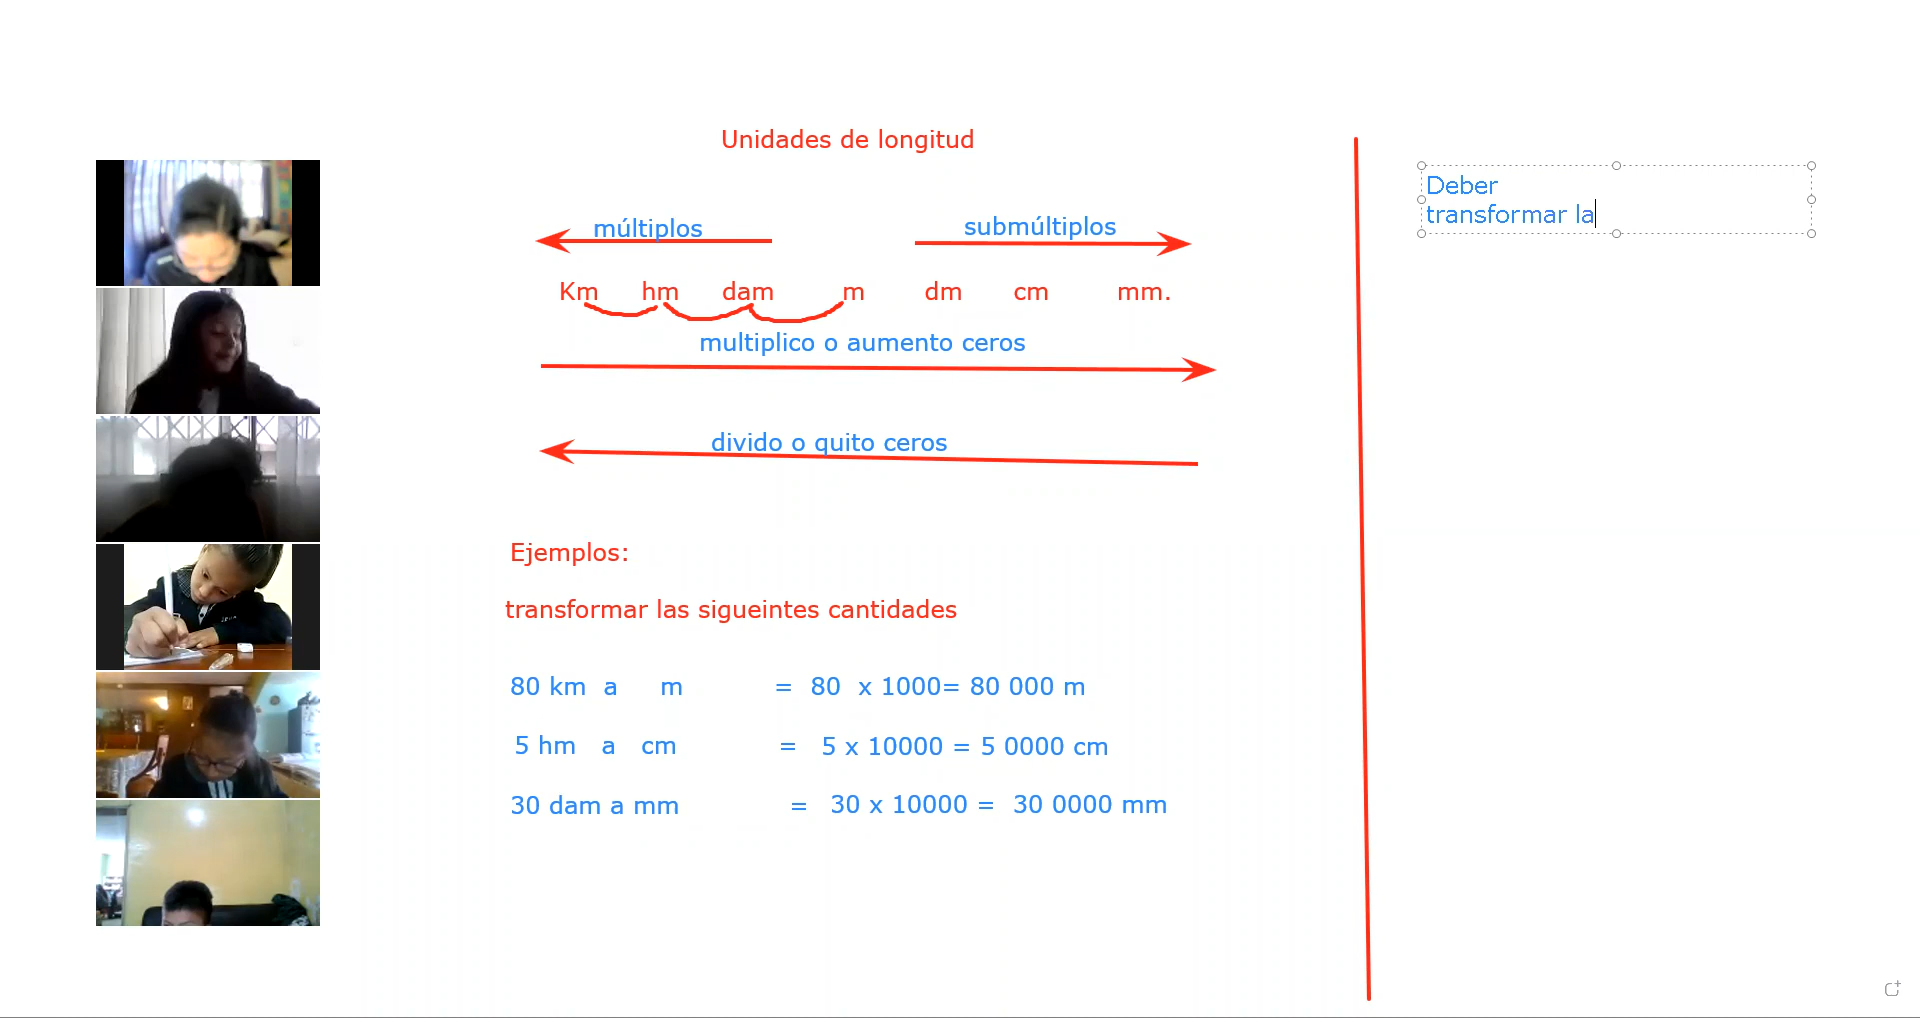 Unidades de longitud
múltiplos submúltiplos
Km hm dam m dm cm mm.
multiplico o aumento ceros
divido o quito ceros
Ejemplos:
transformar las sigueintes cantidades
80 km a m = 80 x 1000= 80 000 m
5 hm a cm = 5 x 10000 = 5 0000 cm
30 dam a mm = 30 x 10000 = 30 0000 mm
Deber
transformar la